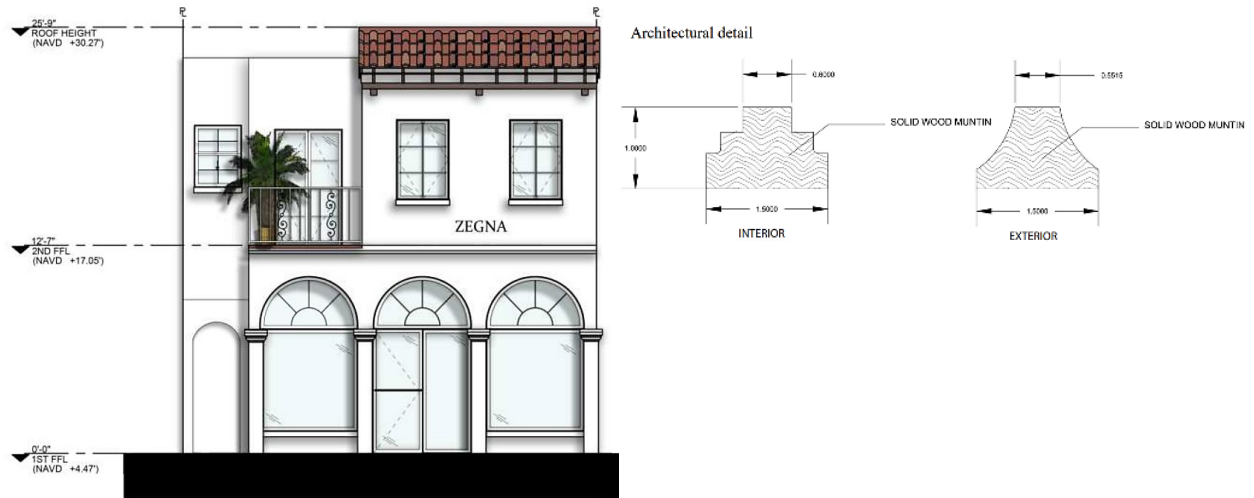 ℄
℄
25'-9"
ROOF HEIGHT
(NAVD +30.27')
ZEGNA
12'-7"
2ND FFL
(NAVD +17.05')
0'-0"
1ST FFL
(NAVD +4.47')
Architectural detail
0.6000
SOLID WOOD MUNTIN
1.0000
1.5000
INTERIOR
0.5515
SOLID WOOD MUNTIN
1.5000
EXTERIOR